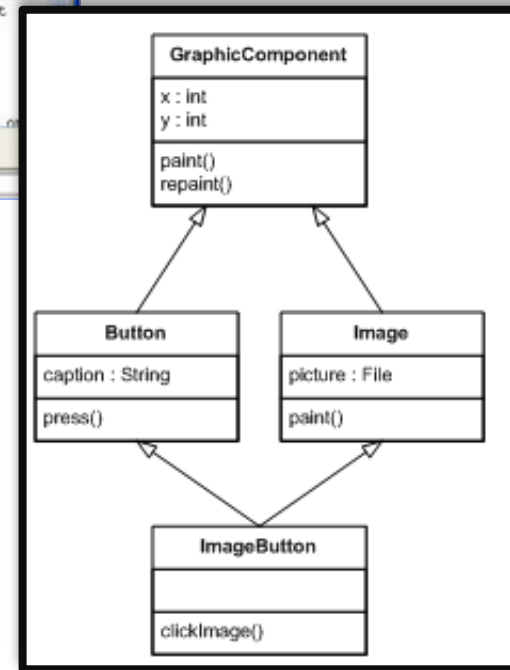 GraphicComponent
x : int
y : int
paint()
repaint()
Button
caption : String
press()
Image
picture : File
paint()
ImageButton
clickImage()